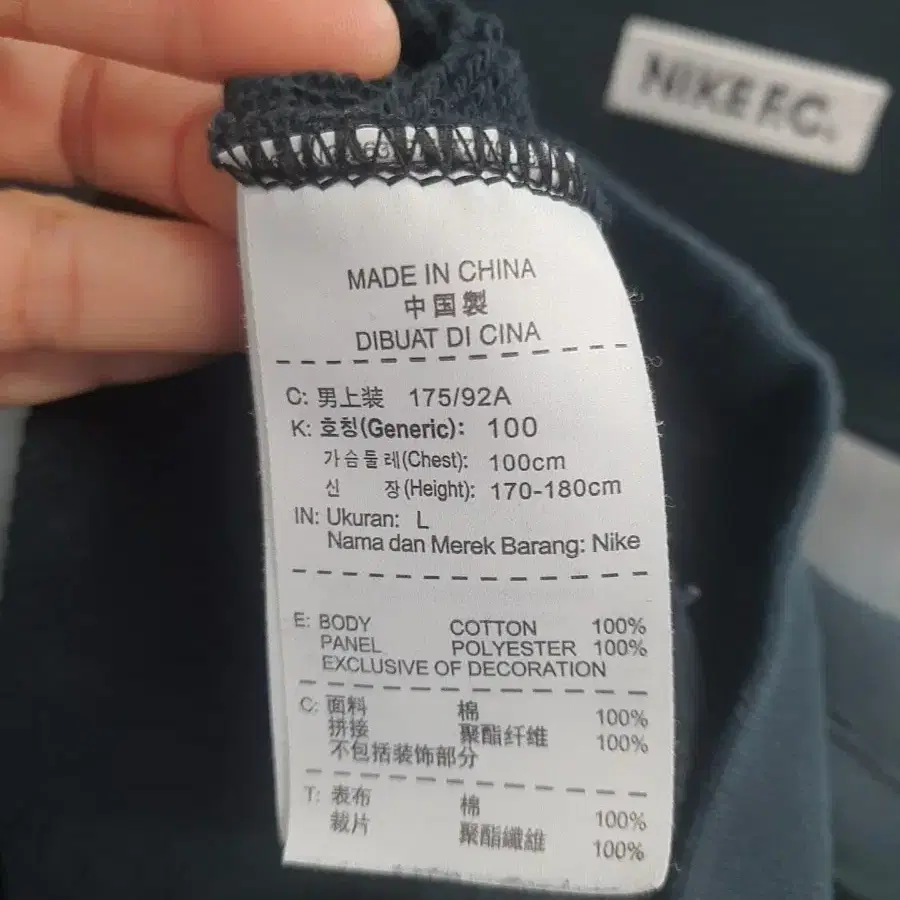 NIKE F.C.
MADE IN CHINA
中国製
DIBUAT DI CINA
C: 男上装 175/92A
K: 호칭(Generic): 100
가슴둘레(Chest): 100cm
신 장(Height): 170-180cm
IN: Ukuran: L
Nama dan Merek Barang: Nike
E: BODY COTTON 100%
PANEL POLYESTER 100%
EXCLUSIVE OF DECORATION
C: 面料 棉 100%
拼接 聚酯纤维 100%
不包括装饰部分
T: 表布 棉 100%
裁片 聚酯纖維 100%